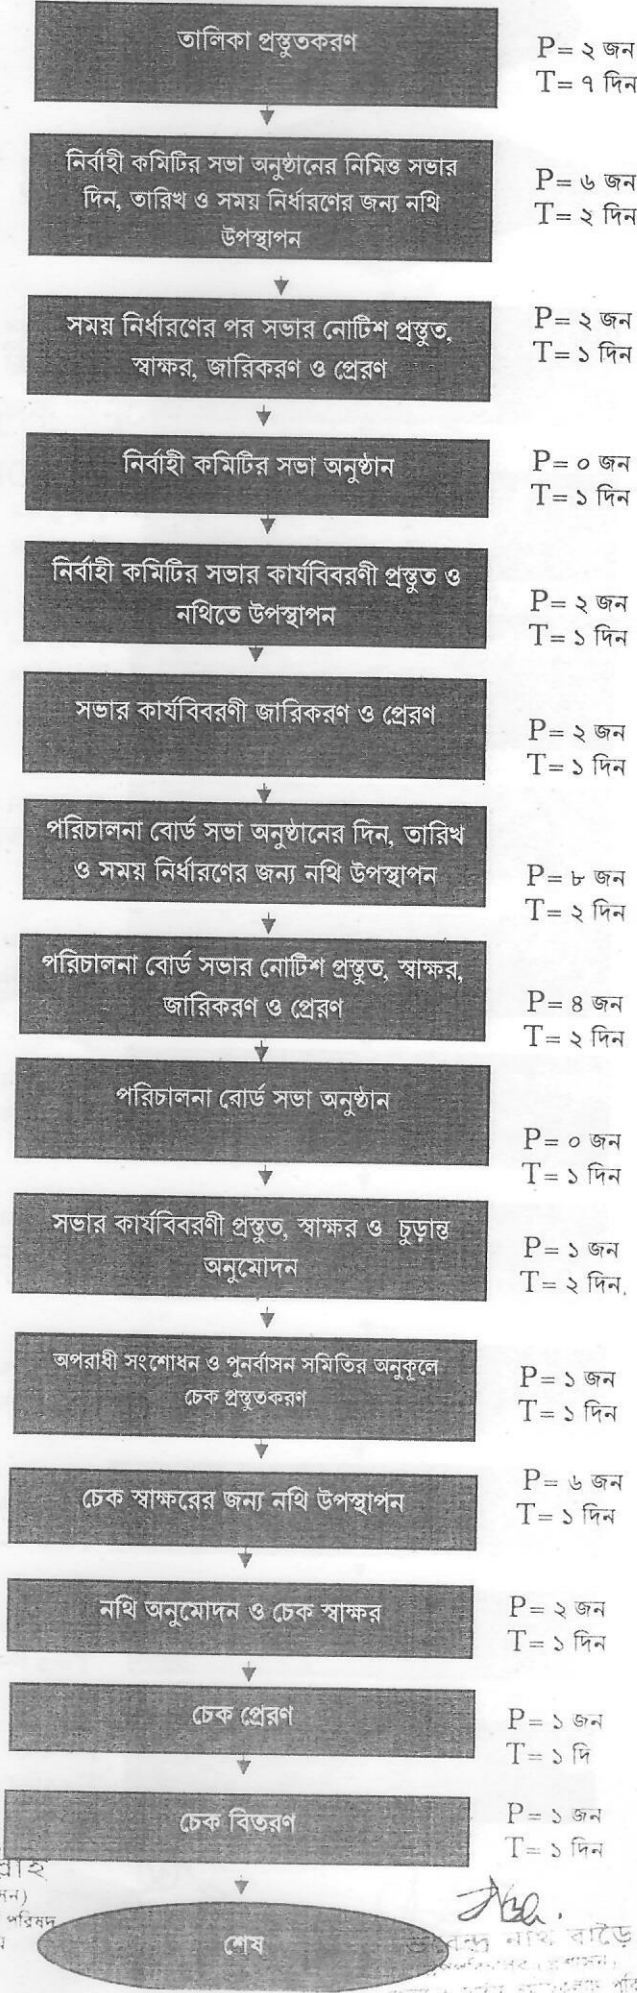 তালিকা প্রস্তুতকরণ
P= ২ জন
T= ৭ দিন
নির্বাহী কমিটির সভা অনুষ্ঠানের নিমিত্ত সভার
দিন, তারিখ ও সময় নির্ধারণের জন্য নথি
উপস্থাপন
P= ৬ জন
T= ২ দিন
সময় নির্ধারণের পর সভার নোটিশ প্রস্তুত,
স্বাক্ষর, জারিকরণ ও প্রেরণ
P= ২ জন
T= ১ দিন
নির্বাহী কমিটির সভা অনুষ্ঠান
P= ০ জন
T= ১ দিন
নির্বাহী কমিটির সভার কার্যবিবরণী প্রস্তুত ও
নথিতে উপস্থাপন
P= ২ জন
T= ১ দিন
সভার কার্যবিবরণী জারিকরণ ও প্রেরণ
P= ২ জন
T= ১ দিন
পরিচালনা বোর্ড সভা অনুষ্ঠানের দিন, তারিখ
ও সময় নির্ধারণের জন্য নথি উপস্থাপন
P= ৮ জন
T= ২ দিন
পরিচালনা বোর্ড সভার নোটিশ প্রস্তুত, স্বাক্ষর,
জারিকরণ ও প্রেরণ
P= ৪ জন
T= ২ দিন
পরিচালনা বোর্ড সভা অনুষ্ঠান
P= ০ জন
T= ১ দিন
সভার কার্যবিবরণী প্রস্তুত, স্বাক্ষর ও চুড়ান্ত
অনুমোদন
P= ১ জন
T= ২ দিন.
অপরাধী সংশোধন ও পুনর্বাসন সমিতির অনুকূলে
চেক প্রস্তুতকরণ
P= ১ জন
T= ১ দিন
চেক স্বাক্ষরের জন্য নথি উপস্থাপন
P= ৬ জন
T= ১ দিন
নথি অনুমোদন ও চেক স্বাক্ষর
P= ২ জন
T= ১ দিন
চেক প্রেরণ
P= ১ জন
T= ১ দি
চেক বিতরণ
P= ১ জন
T= ১ দিন
পরিষদ
শেষ
নাথ বাড়ৈ